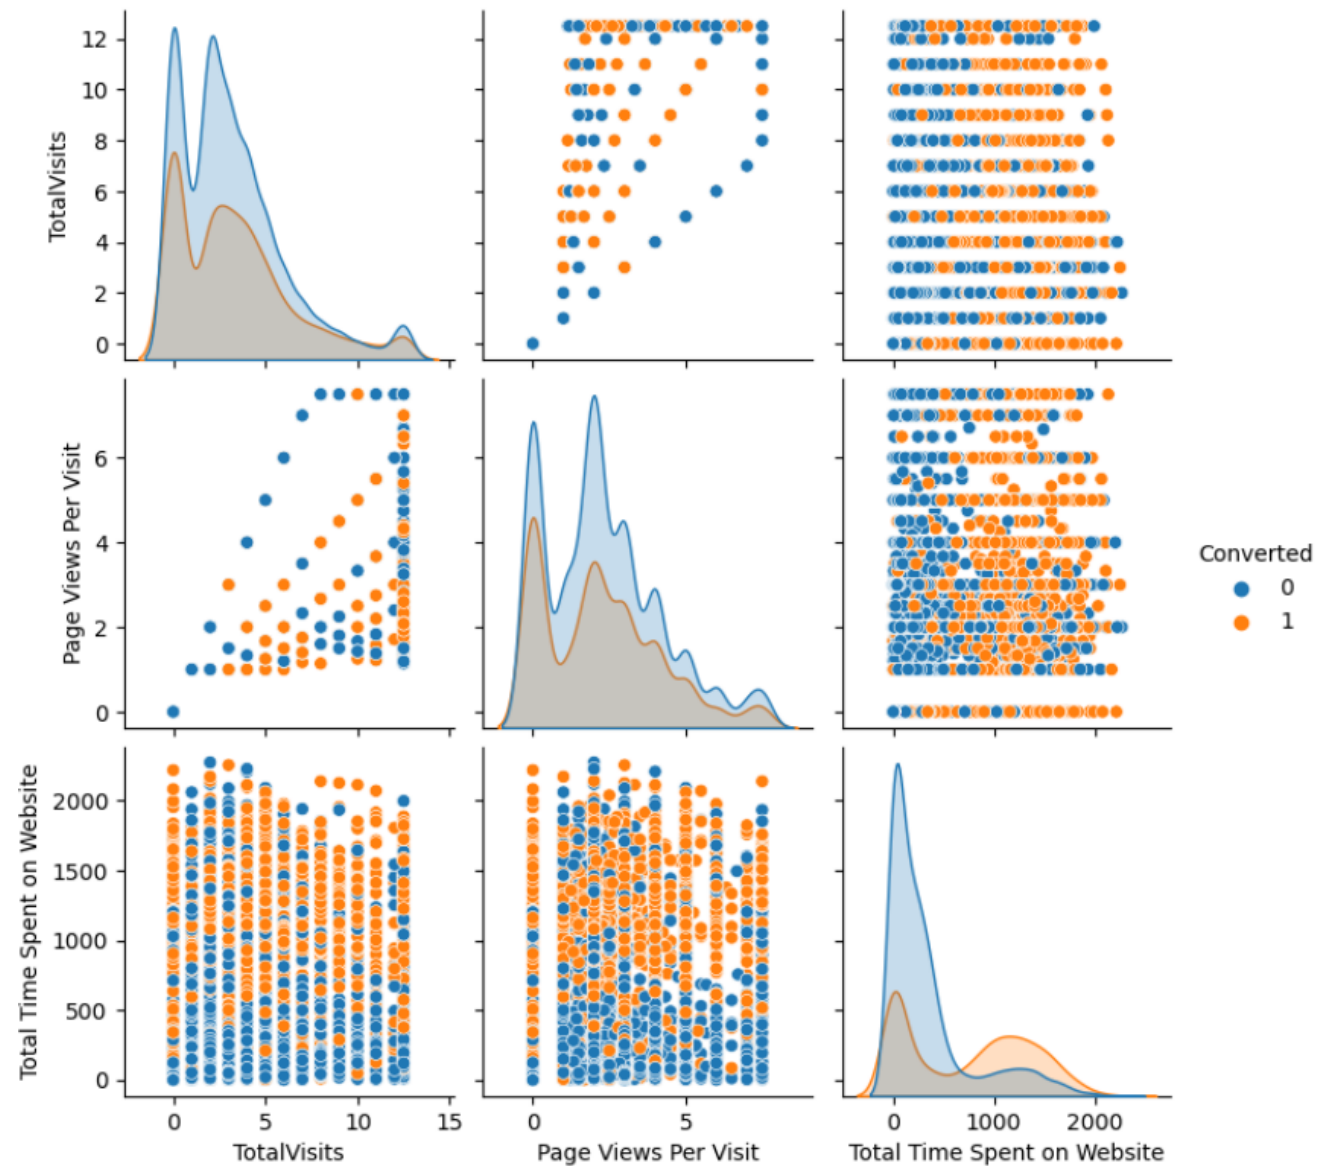 TotalVisits
12
10
8
6
4
2
0
Page Views Per Visit
6
4
2
0
Converted
0
1
Total Time Spent on Website
2000
1500
1000
500
0
0 5 10 15
0 5
0 1000 2000
TotalVisits
Page Views Per Visit
Total Time Spent on Website